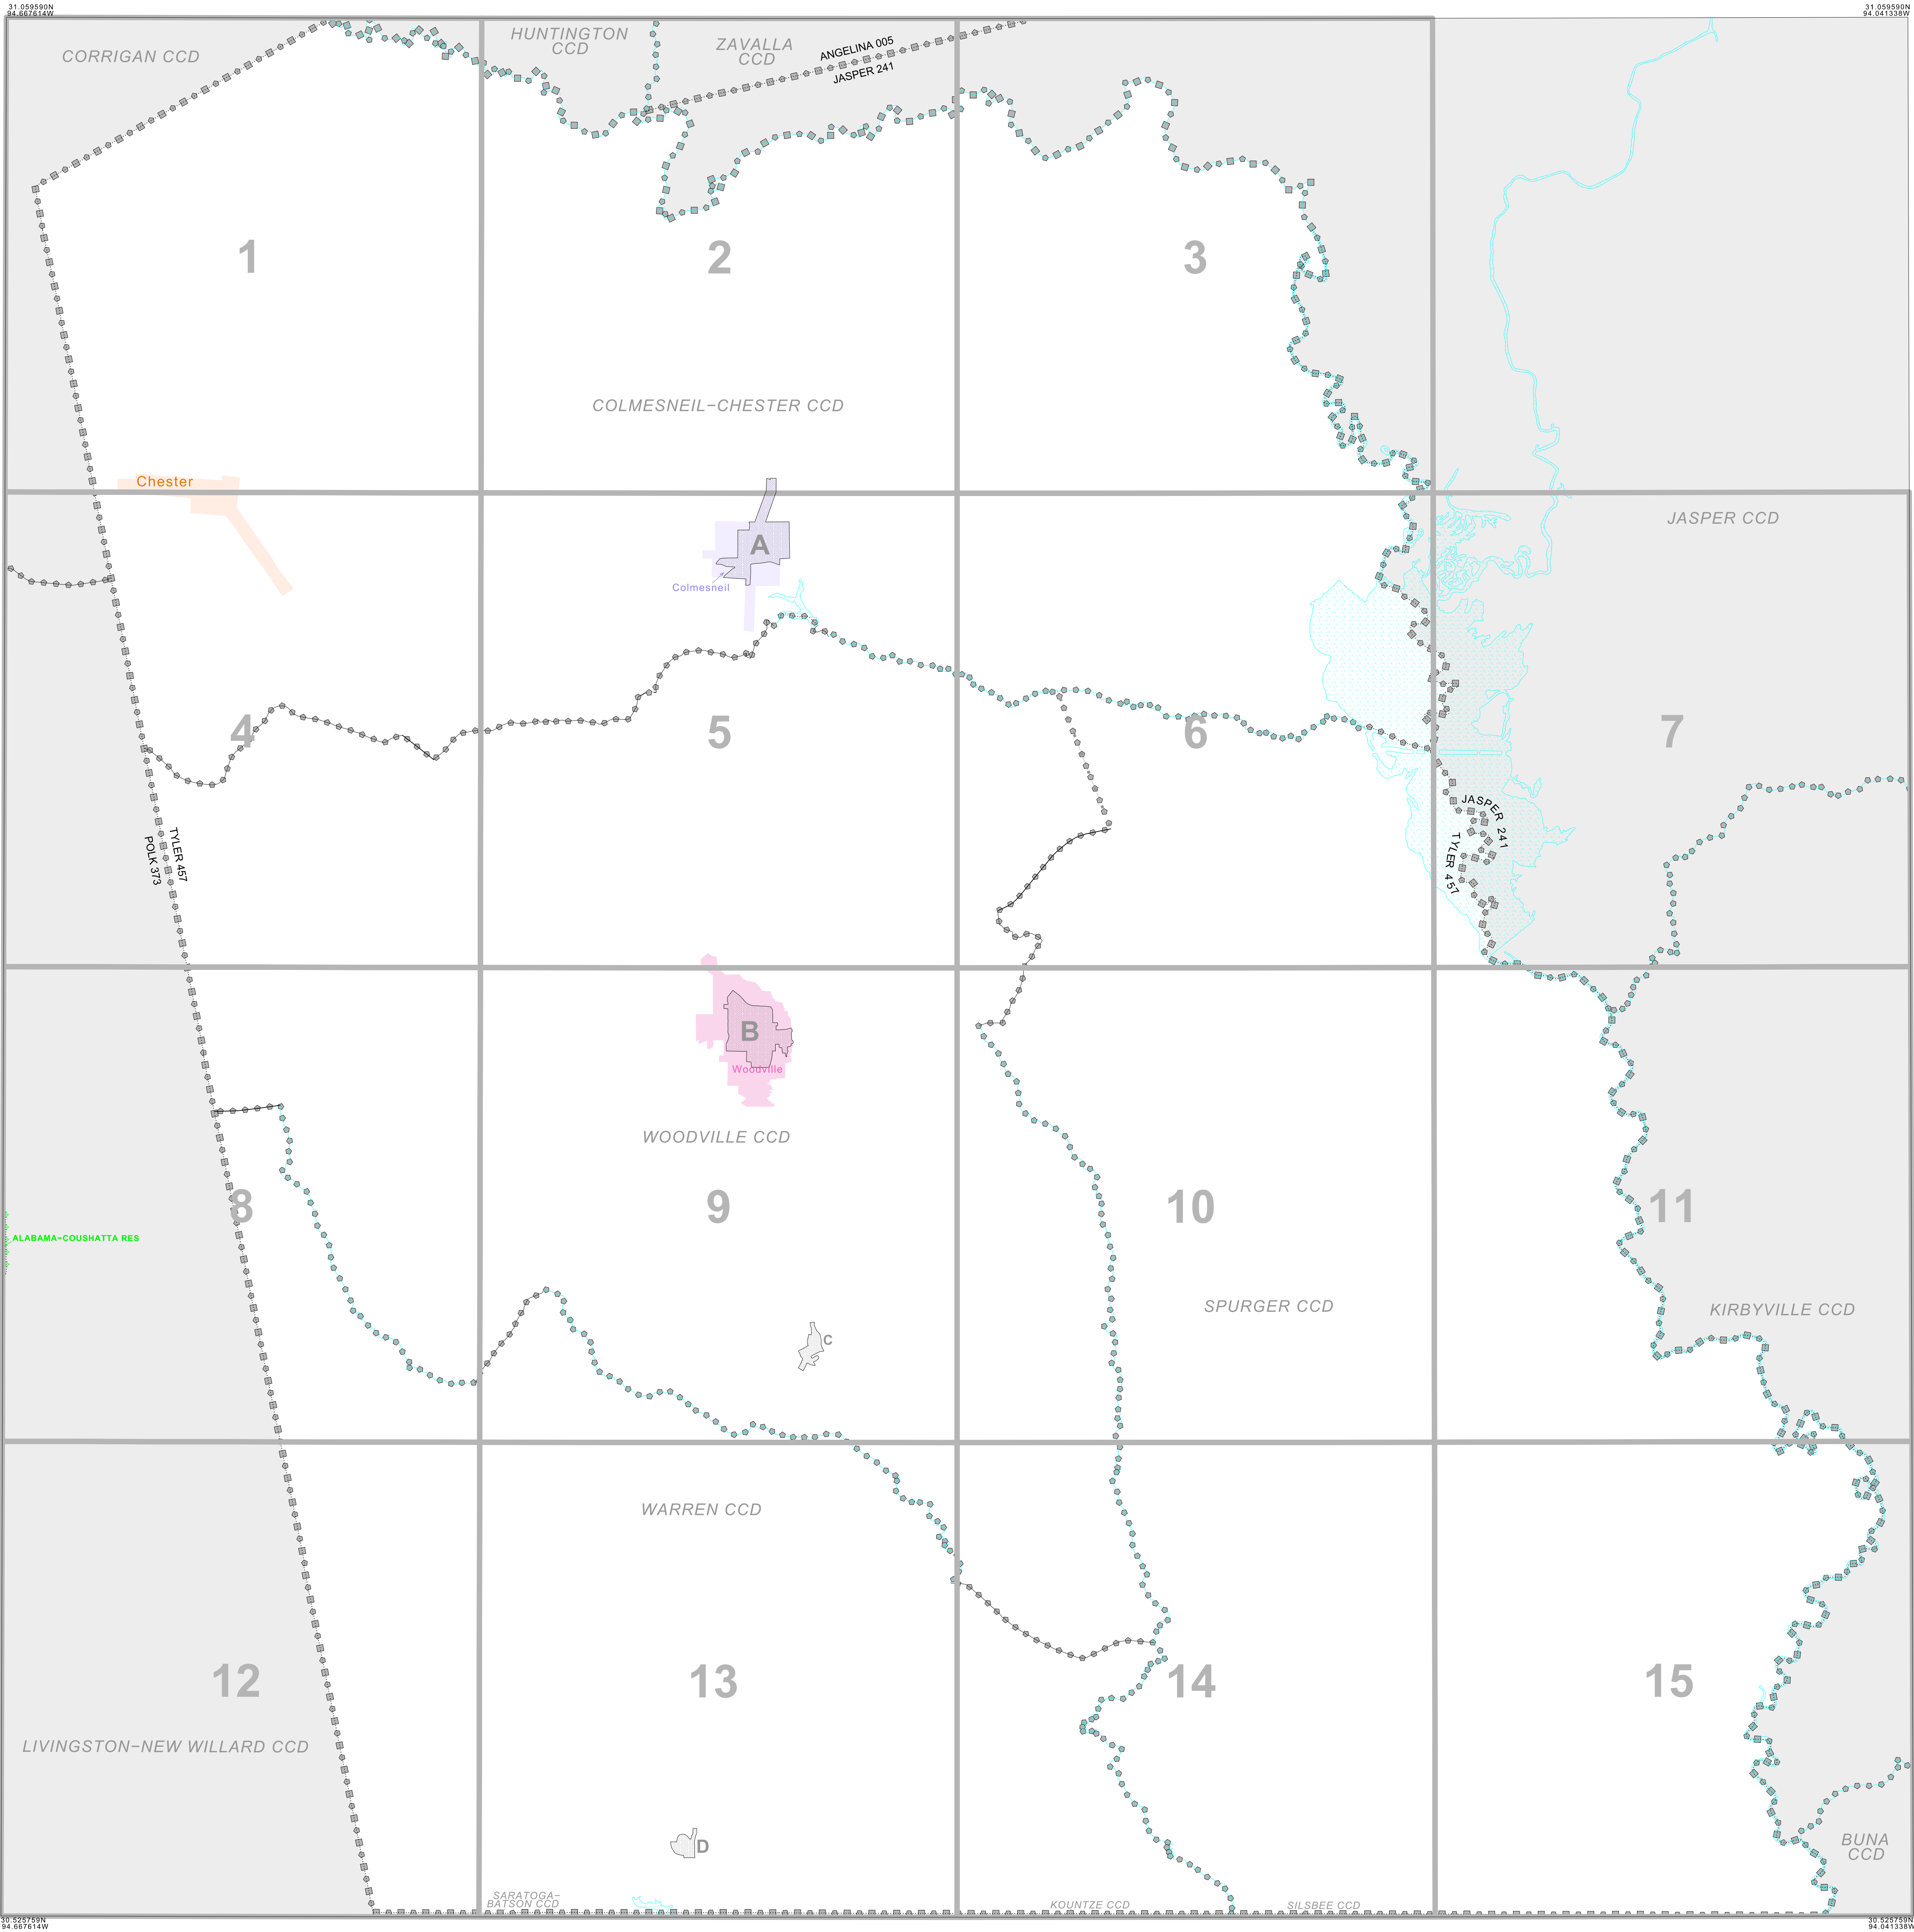 31.059590N
94.667614W
31.059590N
94.041338W
CORRIGAN CCD
HUNTINGTON
CCD
ZAVALLA
CCD
ANGELINA 005
JASPER 241
1
2
3
COLMESNEIL-CHESTER CCD
Chester
JASPER CCD
A
Colmesneil
4
5
6
7
JASPER 241
TYLER 457
TYLER 457
POLK 373
B
Woodville
WOODVILLE CCD
8
9
10
11
ALABAMA-COUSHATTA RES
SPURGER CCD
KIRBYVILLE CCD
C
WARREN CCD
12
13
14
15
LIVINGSTON-NEW WILLARD CCD
D
BUNA
CCD
SARATOGA-
BATSON CCD
KOUNTZE CCD
SILSBEE CCD
30.525759N
94.667614W
30.525759N
94.041338W